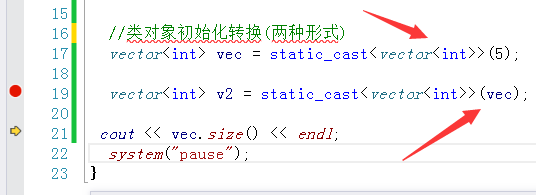 15
16 //类对象初始化转换(两种形式)
17 vector<int> vec = static_cast<vector<int>>(5);
18
19 vector<int> v2 = static_cast<vector<int>>(vec);
20
21 cout << vec.size() << endl;
22 system("pause");
23 }